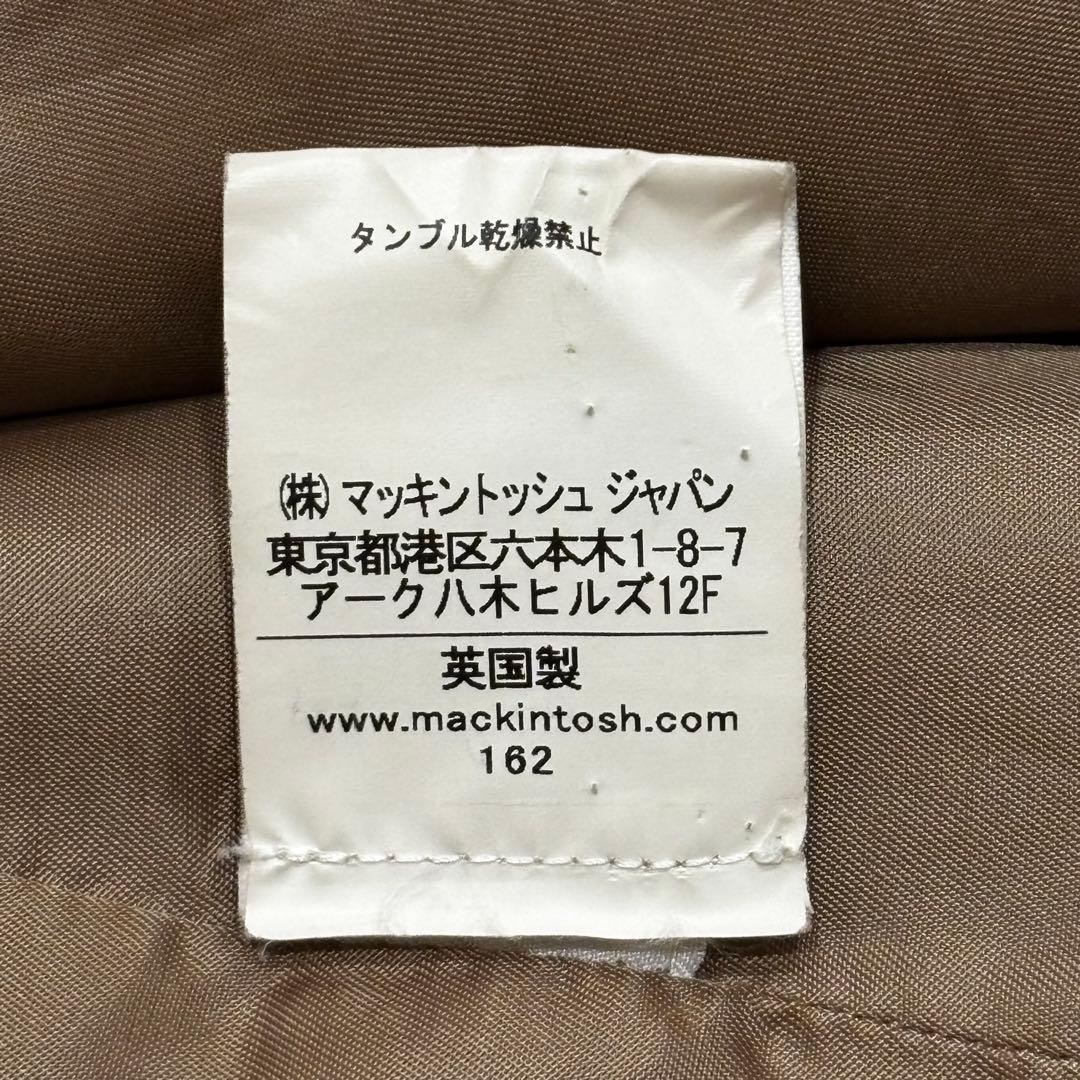 タンブル乾燥禁止
(株) マッキントッシュ ジャパン
東京都港区六本木1-8-7
アーク八木ヒルズ12F
英国製
www.mackintosh.com
162